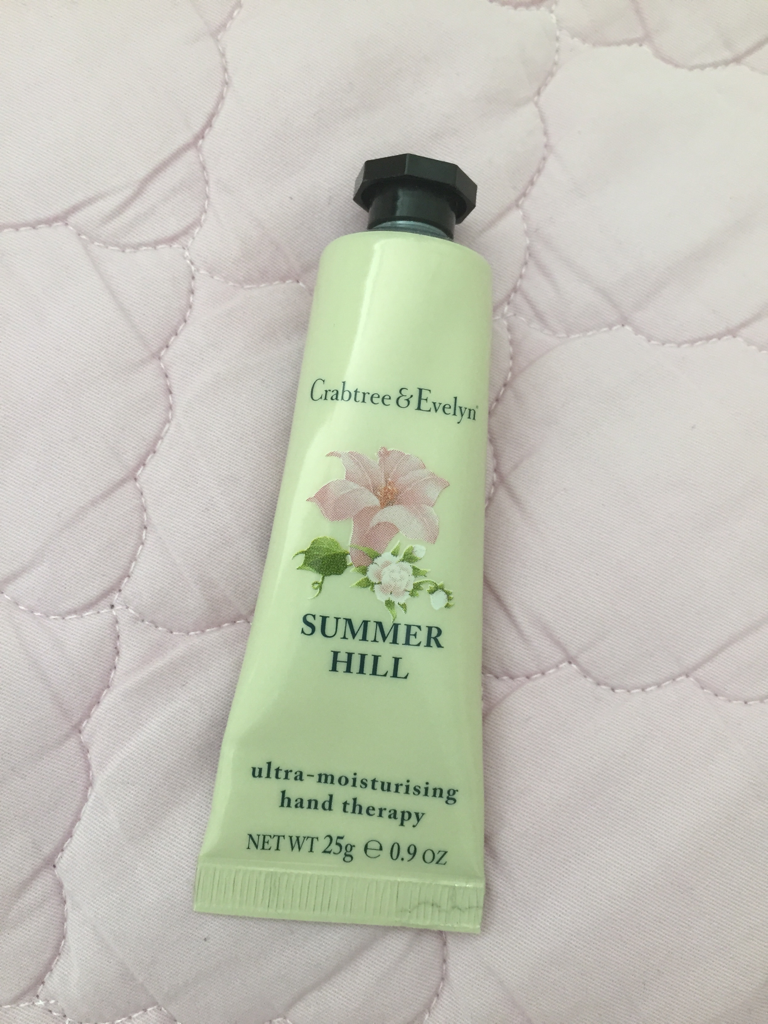 Crabtree & Evelyn®
SUMMER
HILL
ultra-moisturising
hand therapy
NET WT 25g ℮ 0.9 OZ